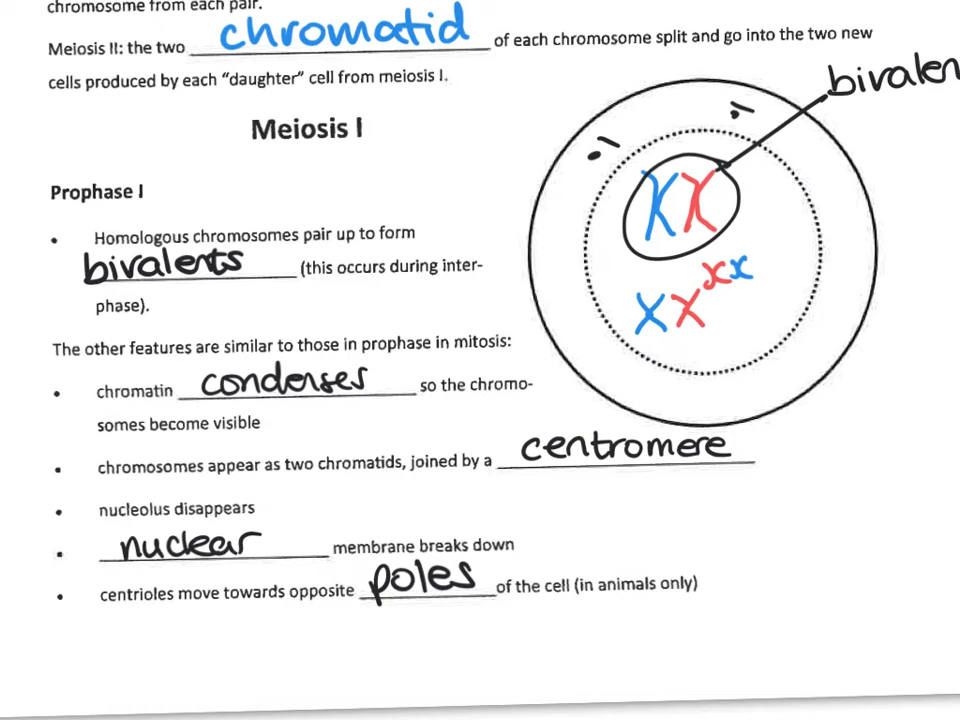 chromosome from each pair.
Meiosis II: the two chromatid of each chromosome split and go into the two new
cells produced by each “daughter” cell from meiosis I.
bivalen
Meiosis I
Prophase I
• Homologous chromosomes pair up to form
bivalents (this occurs during inter-
phase).
The other features are similar to those in prophase in mitosis:
• chromatin condenses so the chromo-
somes become visible
• chromosomes appear as two chromatids, joined by a centromere
• nucleolus disappears
• nuclear membrane breaks down
• centrioles move towards opposite poles of the cell (in animals only)